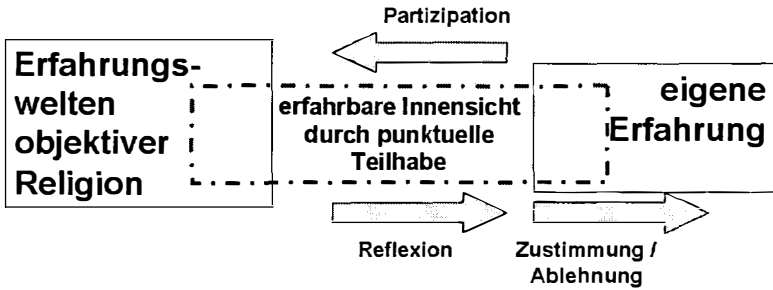 Partizipation
Erfahrungs-
welten
objektiver
Religion
erfahrbare Innensicht
durch punktuelle
Teilhabe
eigene
Erfahrung
Reflexion
Zustimmung /
Ablehnung